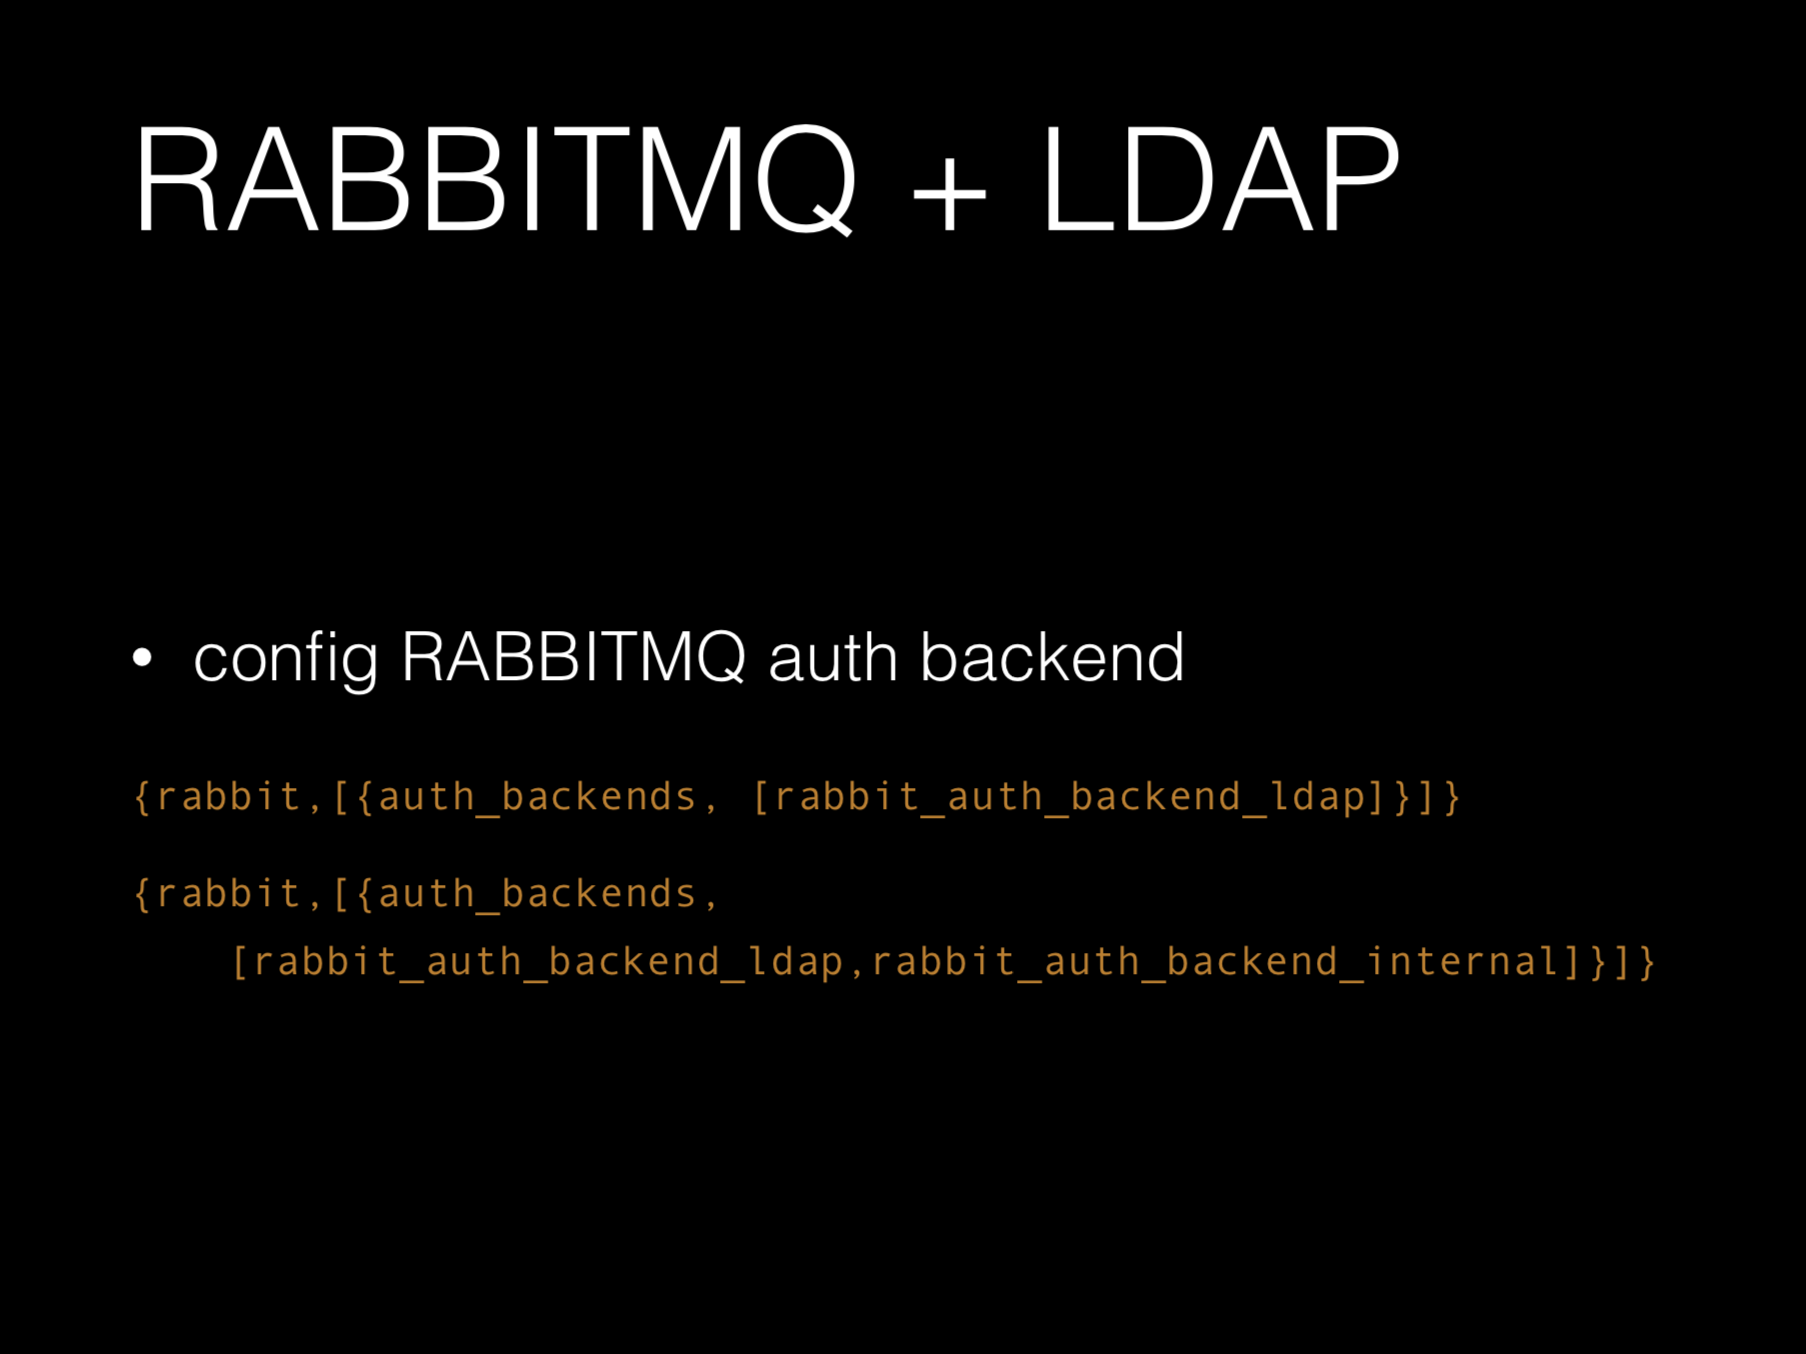 RABBITMQ + LDAP
• config RABBITMQ auth backend
{rabbit,[{auth_backends, [rabbit_auth_backend_ldap]}]}
{rabbit,[{auth_backends,
[rabbit_auth_backend_ldap,rabbit_auth_backend_internal]}]}